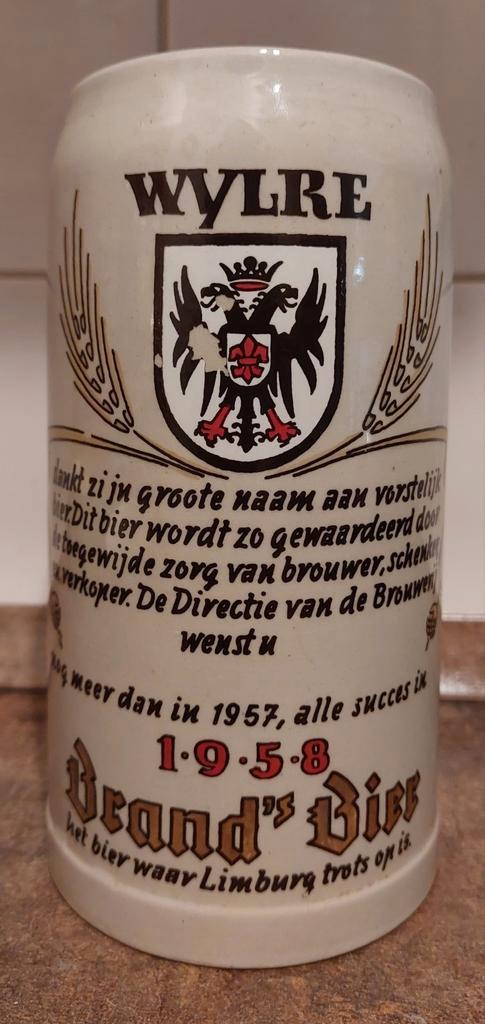 WYLRE
dankt zijn groote naam aan vorstelijk
bier. Dit bier wordt zo gewaardeerd door
de toegewijde zorg van brouwer, schenker
en verkoper. De Directie van de Brouwerij
wenst u
nog meer dan in 1957, alle succes in
1·9·5·8
Brand's Bier
het bier waar Limburg trots op is.